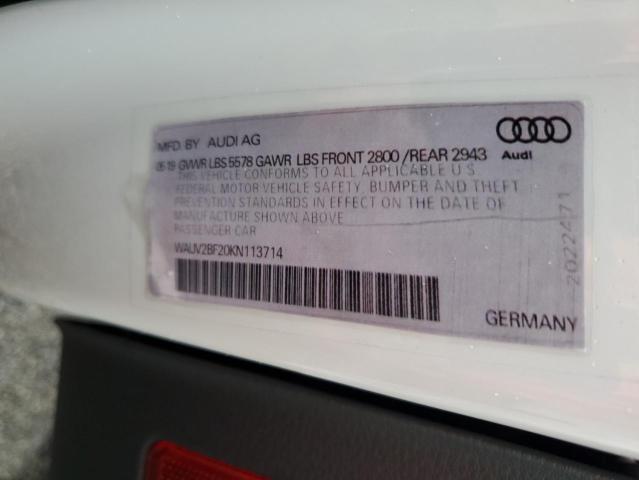 MFD. BY AUDI AG
05 19 GVWR LBS 5578 GAWR LBS FRONT 2800 / REAR 2943
Audi
THIS VEHICLE CONFORMS TO ALL APPLICABLE U.S.
FEDERAL MOTOR VEHICLE SAFETY, BUMPER AND THEFT
PREVENTION STANDARDS IN EFFECT ON THE DATE OF
MANUFACTURE SHOWN ABOVE
PASSENGER CAR
WAUV2BF20KN113714
20222471
GERMANY